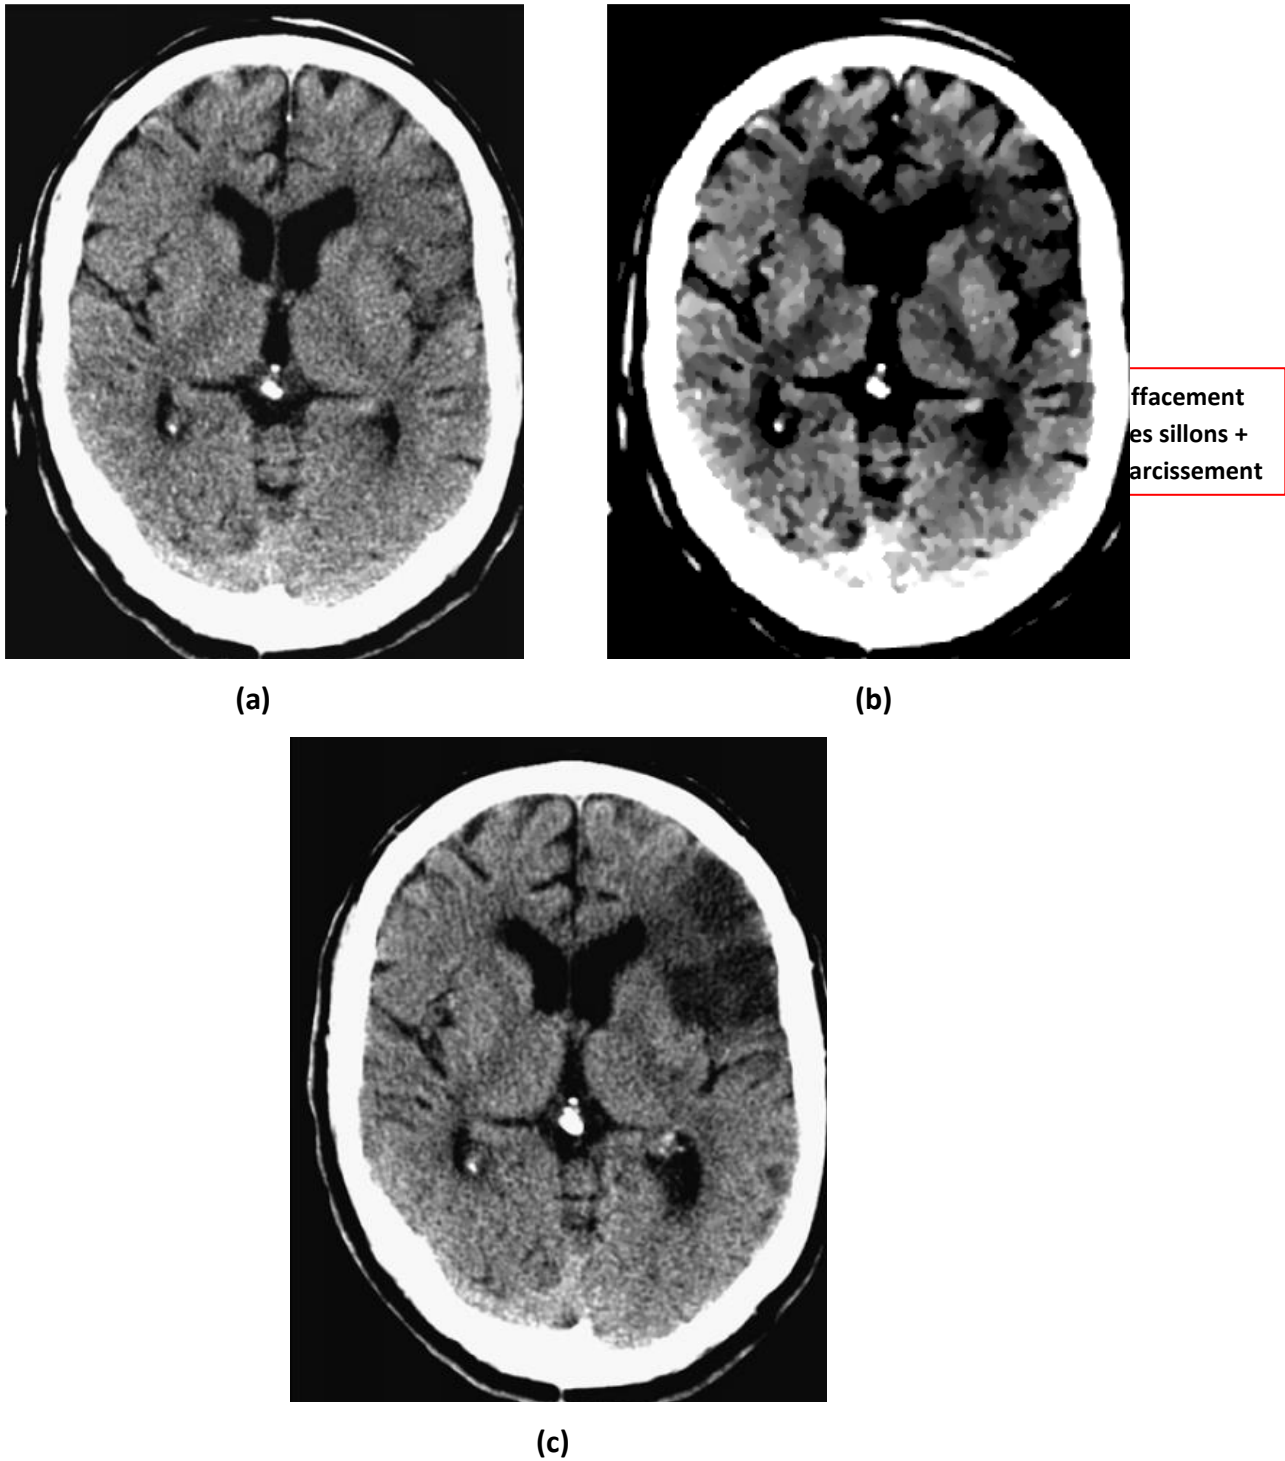 ffacement
es sillons +
arcissement
(a)
(b)
(c)